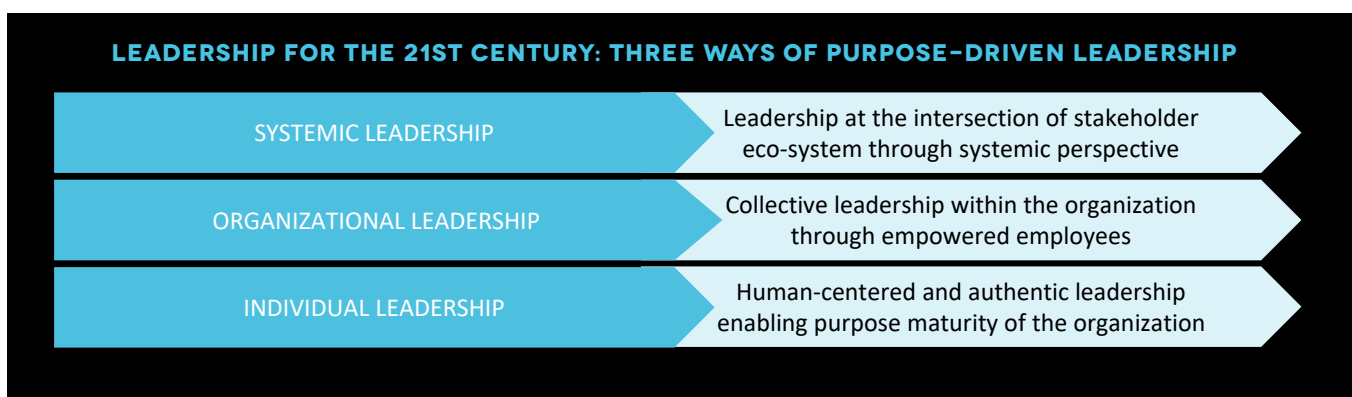 LEADERSHIP FOR THE 21ST CENTURY: THREE WAYS OF PURPOSE-DRIVEN LEADERSHIP
SYSTEMIC LEADERSHIP
Leadership at the intersection of stakeholder
eco-system through systemic perspective
ORGANIZATIONAL LEADERSHIP
Collective leadership within the organization
through empowered employees
INDIVIDUAL LEADERSHIP
Human-centered and authentic leadership
enabling purpose maturity of the organization